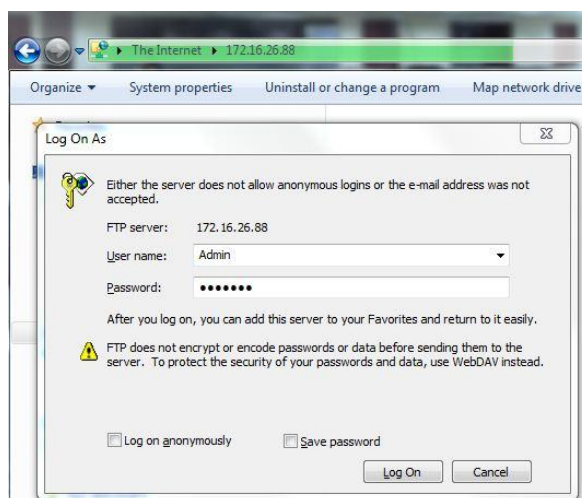 The Internet ▸ 172.16.26.88
Organize ▾ System properties Uninstall or change a program Map network drive
Log On As
Either the server does not allow anonymous logins or the e-mail address was not
accepted.
FTP server: 172.16.26.88
User name: Admin
Password: •••••••
After you log on, you can add this server to your Favorites and return to it easily.
FTP does not encrypt or encode passwords or data before sending them to the
server. To protect the security of your passwords and data, use WebDAV instead.
Log on anonymously Save password
Log On Cancel